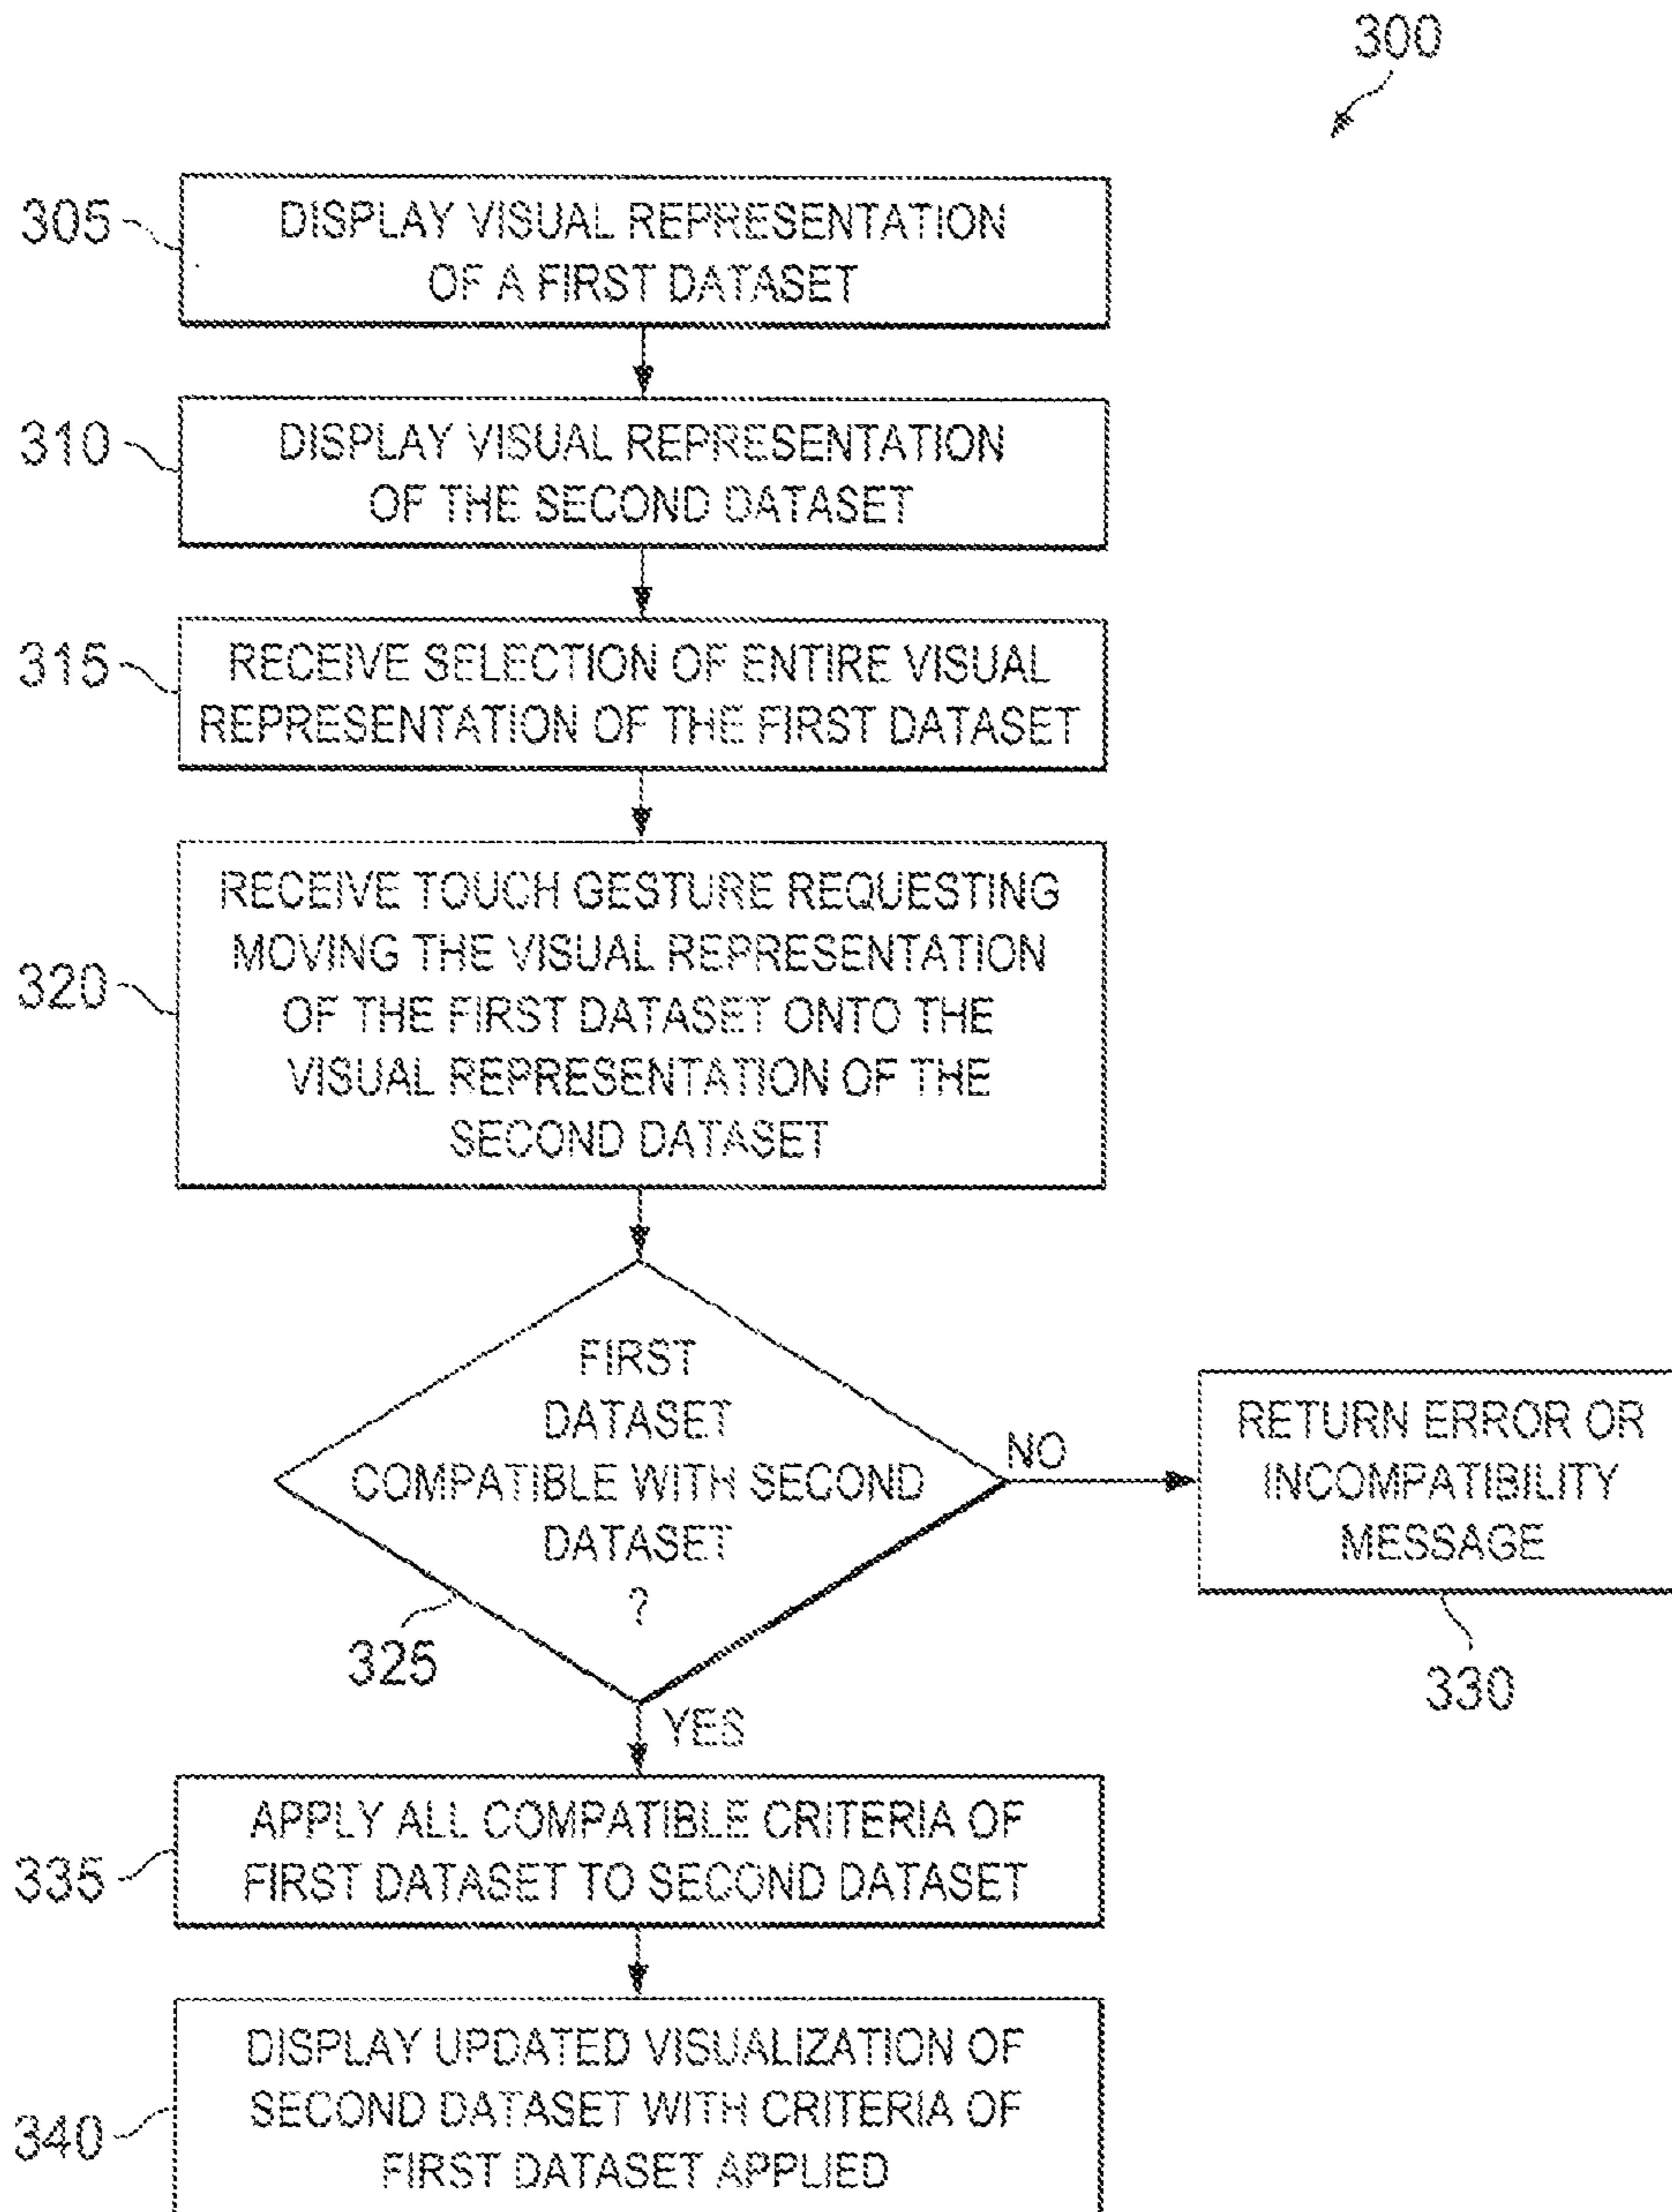 300
305
DISPLAY VISUAL REPRESENTATION
OF A FIRST DATASET
310
DISPLAY VISUAL REPRESENTATION
OF THE SECOND DATASET
315
RECEIVE SELECTION OF ENTIRE VISUAL
REPRESENTATION OF THE FIRST DATASET
320
RECEIVE TOUCH GESTURE REQUESTING
MOVING THE VISUAL REPRESENTATION
OF THE FIRST DATASET ONTO THE
VISUAL REPRESENTATION OF THE
SECOND DATASET
FIRST
DATASET
COMPATIBLE WITH SECOND
DATASET
?
325
NO
RETURN ERROR OR
INCOMPATIBILITY
MESSAGE
330
YES
335
APPLY ALL COMPATIBLE CRITERIA OF
FIRST DATASET TO SECOND DATASET
340
DISPLAY UPDATED VISUALIZATION OF
SECOND DATASET WITH CRITERIA OF
FIRST DATASET APPLIED